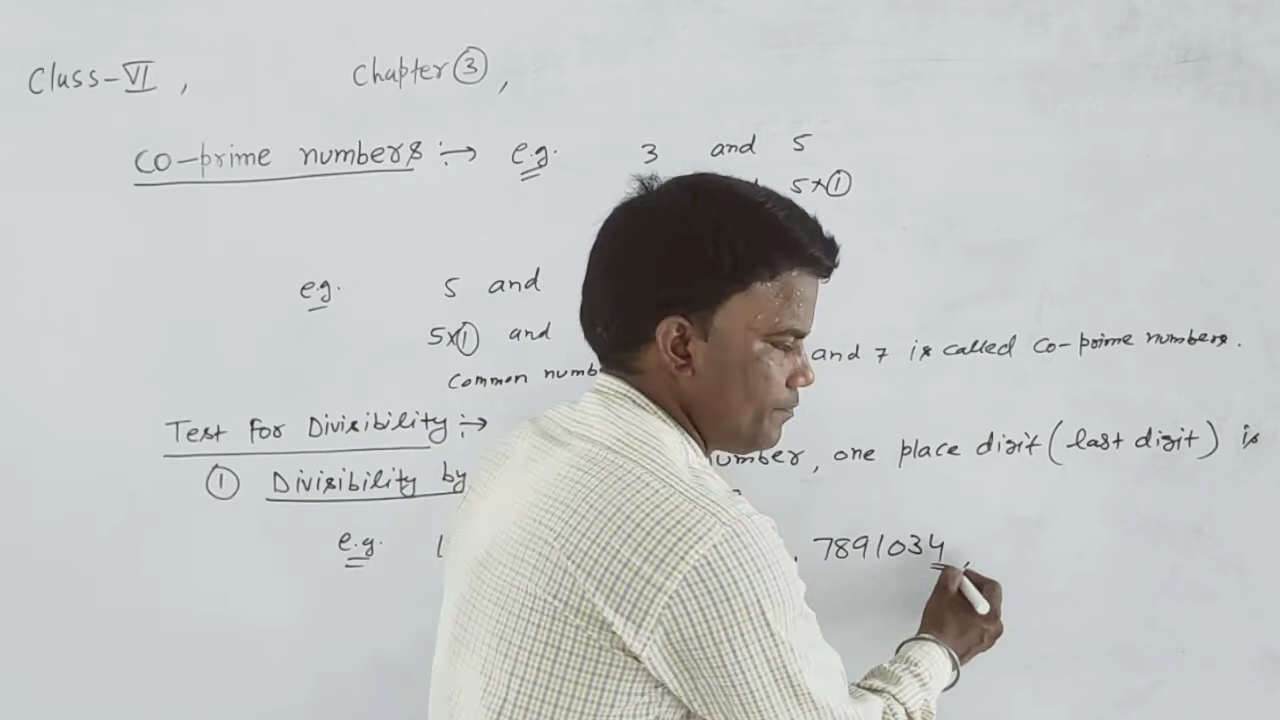 Class-VI, Chapter ③,
Co-prime numbers :→ e.g. 3 and 5
5×①
e.g. 5 and
5×① and
Common and 7 is called Co-prime numbers.
Test for Divisibility :→
one place digit (last digit) is
① Divisibility by
e.g. 7891034